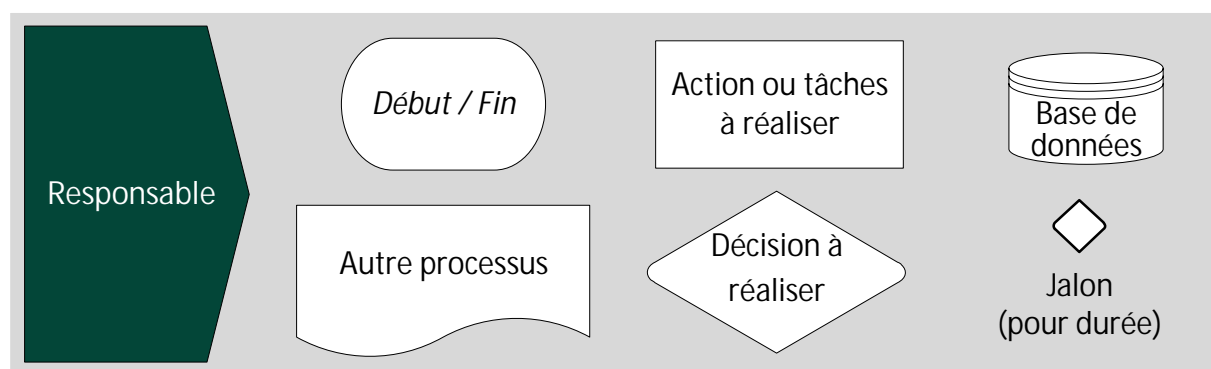 Responsable
Début / Fin
Action ou tâches
à réaliser
Base de
données
Autre processus
Décision à
réaliser
Jalon
(pour durée)